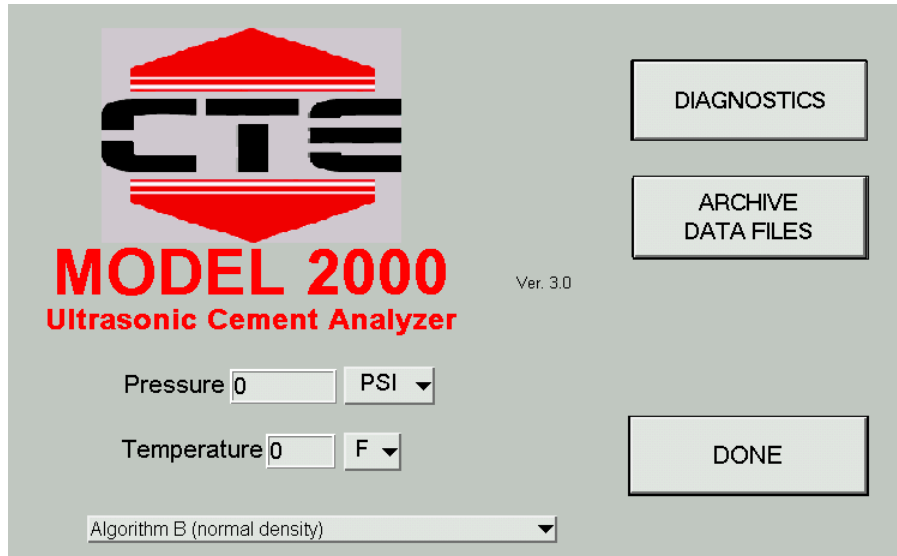 CTE
MODEL 2000
Ultrasonic Cement Analyzer
Ver. 3.0
DIAGNOSTICS
ARCHIVE
DATA FILES
Pressure 0 PSI
Temperature 0 F
DONE
Algorithm B (normal density)